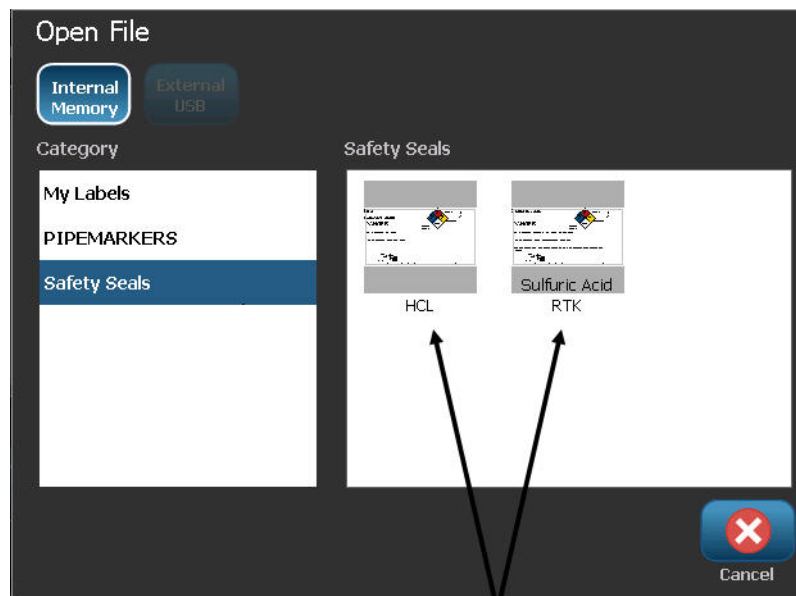 Open File
Internal
Memory
External
USB
Category
Safety Seals
My Labels
PIPEMARKERS
Safety Seals
HCL
Sulfuric Acid
RTK
Cancel